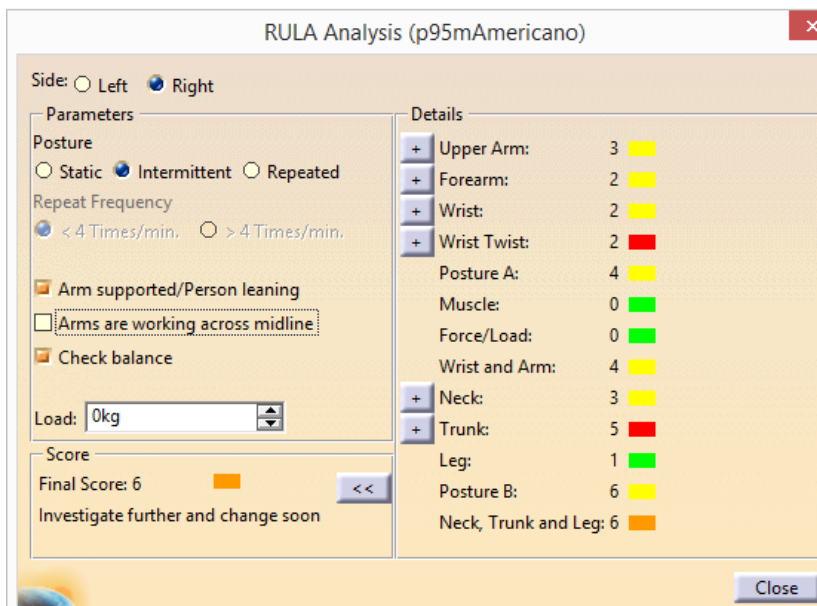 RULA Analysis (p95mAmericano)
Side: Left Right
Parameters
Posture
Static Intermittent Repeated
Repeat Frequency
< 4 Times/min. > 4 Times/min.
Arm supported/Person leaning
Arms are working across midline
Check balance
Load: 0kg
Score
Final Score: 6
<<
Investigate further and change soon
Details
+ Upper Arm: 3
+ Forearm: 2
+ Wrist: 2
+ Wrist Twist: 2
Posture A: 4
Muscle: 0
Force/Load: 0
Wrist and Arm: 4
+ Neck: 3
+ Trunk: 5
Leg: 1
Posture B: 6
Neck, Trunk and Leg: 6
Close